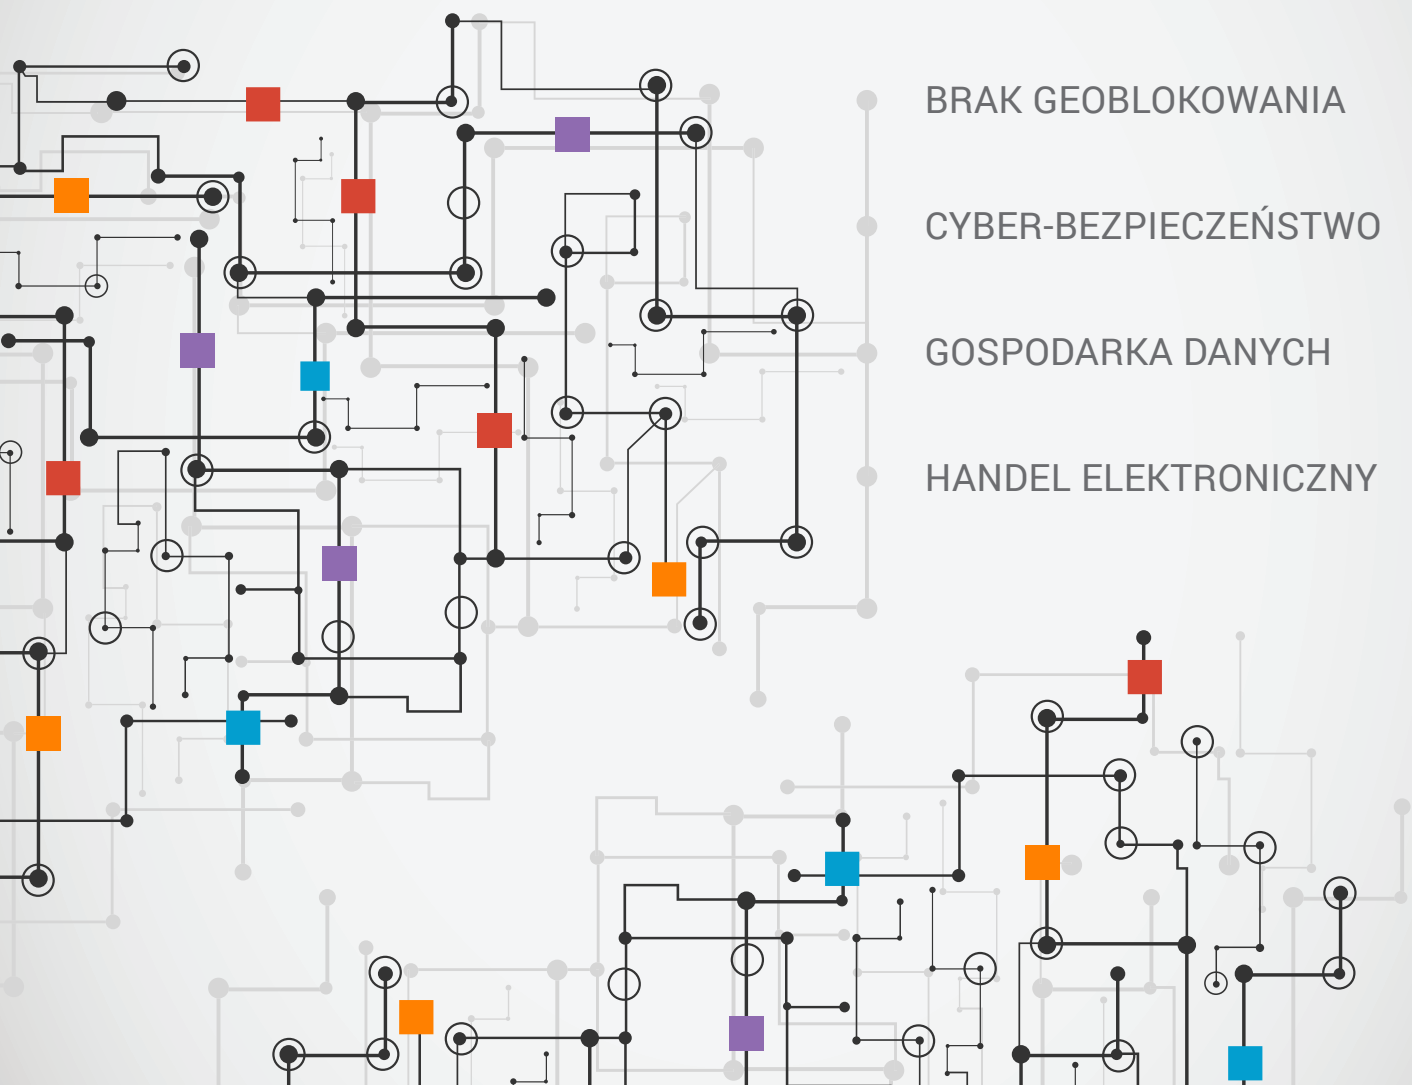 BRAK GEOBLOKOWANIA
CYBER-BEZPIECZEŃSTWO
GOSPODARKA DANYCH
HANDEL ELEKTRONICZNY